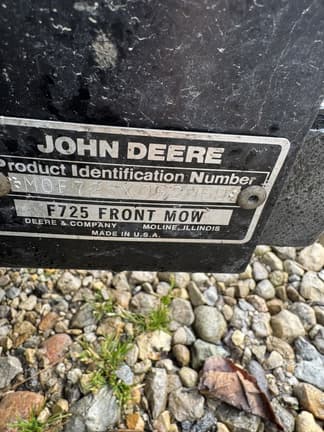 JOHN DEERE
Product Identification Number
F725 FRONT MOW
DEERE & COMPANY MOLINE, ILLINOIS
MADE IN U.S.A.